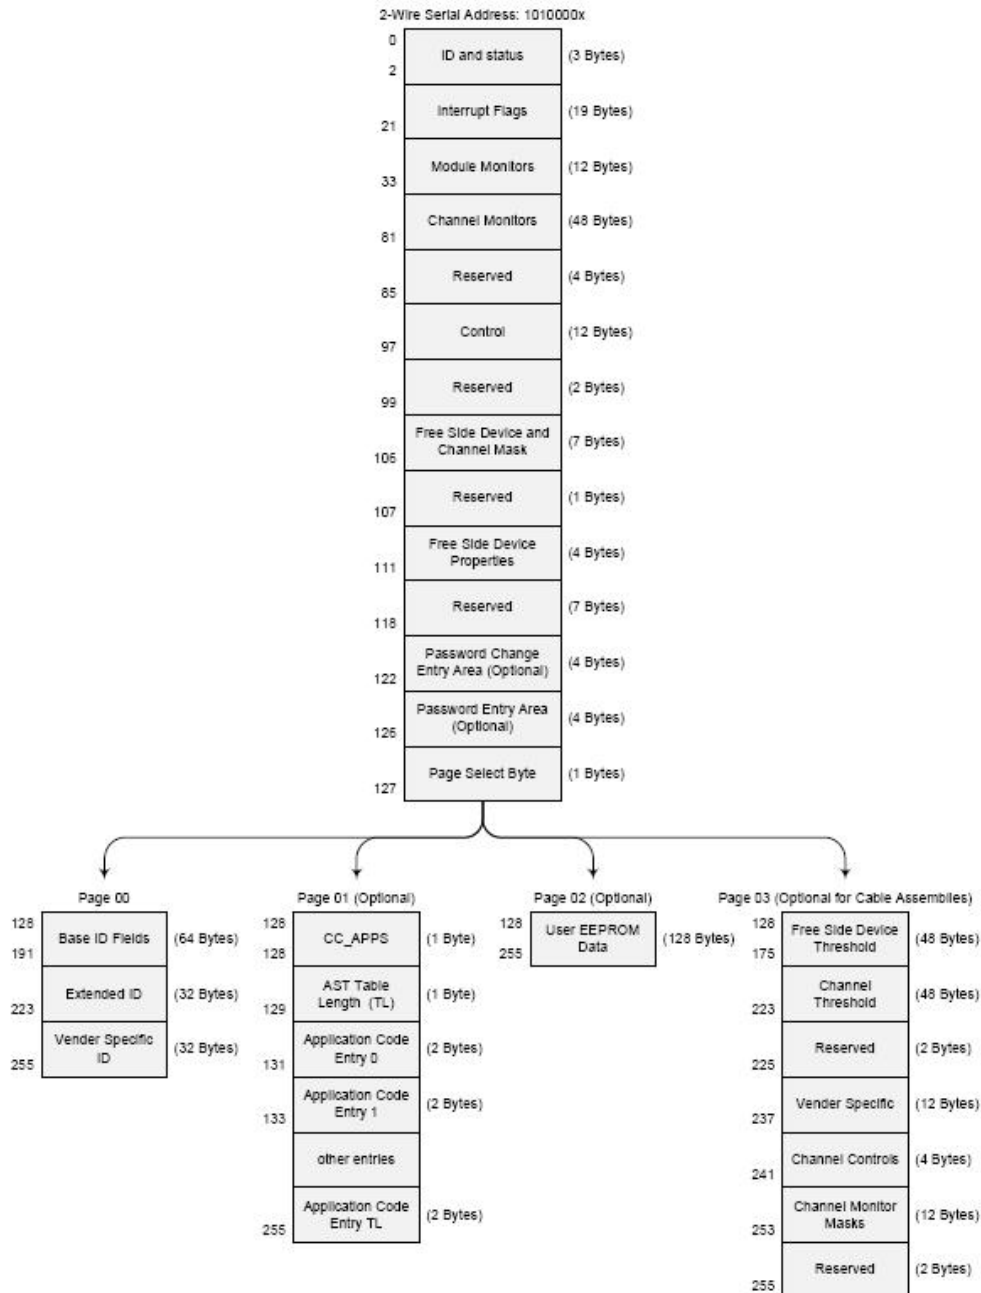 2-Wire Serial Address: 1010000x
0
ID and status (3 Bytes)
2
Interrupt Flags (19 Bytes)
21
Module Monitors (12 Bytes)
33
Channel Monitors (48 Bytes)
81
Reserved (4 Bytes)
85
Control (12 Bytes)
97
Reserved (2 Bytes)
99
Free Side Device and
Channel Mask
(7 Bytes)
106
Reserved (1 Bytes)
107
Free Side Device
Properties
(4 Bytes)
111
Reserved (7 Bytes)
118
Password Change
Entry Area (Optional)
(4 Bytes)
122
Password Entry Area
(Optional)
(4 Bytes)
126
Page Select Byte (1 Bytes)
127
Page 00
128
Base ID Fields (64 Bytes)
191
Extended ID (32 Bytes)
223
Vender Specific
ID
(32 Bytes)
255
Page 01 (Optional)
128
CC_APPS (1 Byte)
128
AST Table
Length (TL)
(1 Byte)
129
Application Code
Entry 0
(2 Bytes)
131
Application Code
Entry 1
(2 Bytes)
133
other entries
Application Code
Entry TL
(2 Bytes)
255
Page 02 (Optional)
128
User EEPROM
Data
(128 Bytes)
255
Page 03 (Optional for Cable Assemblies)
128
Free Side Device
Threshold
(48 Bytes)
175
Channel
Threshold
(48 Bytes)
223
Reserved (2 Bytes)
225
Vender Specific (12 Bytes)
237
Channel Controls (4 Bytes)
241
Channel Monitor
Masks
(12 Bytes)
253
Reserved (2 Bytes)
255